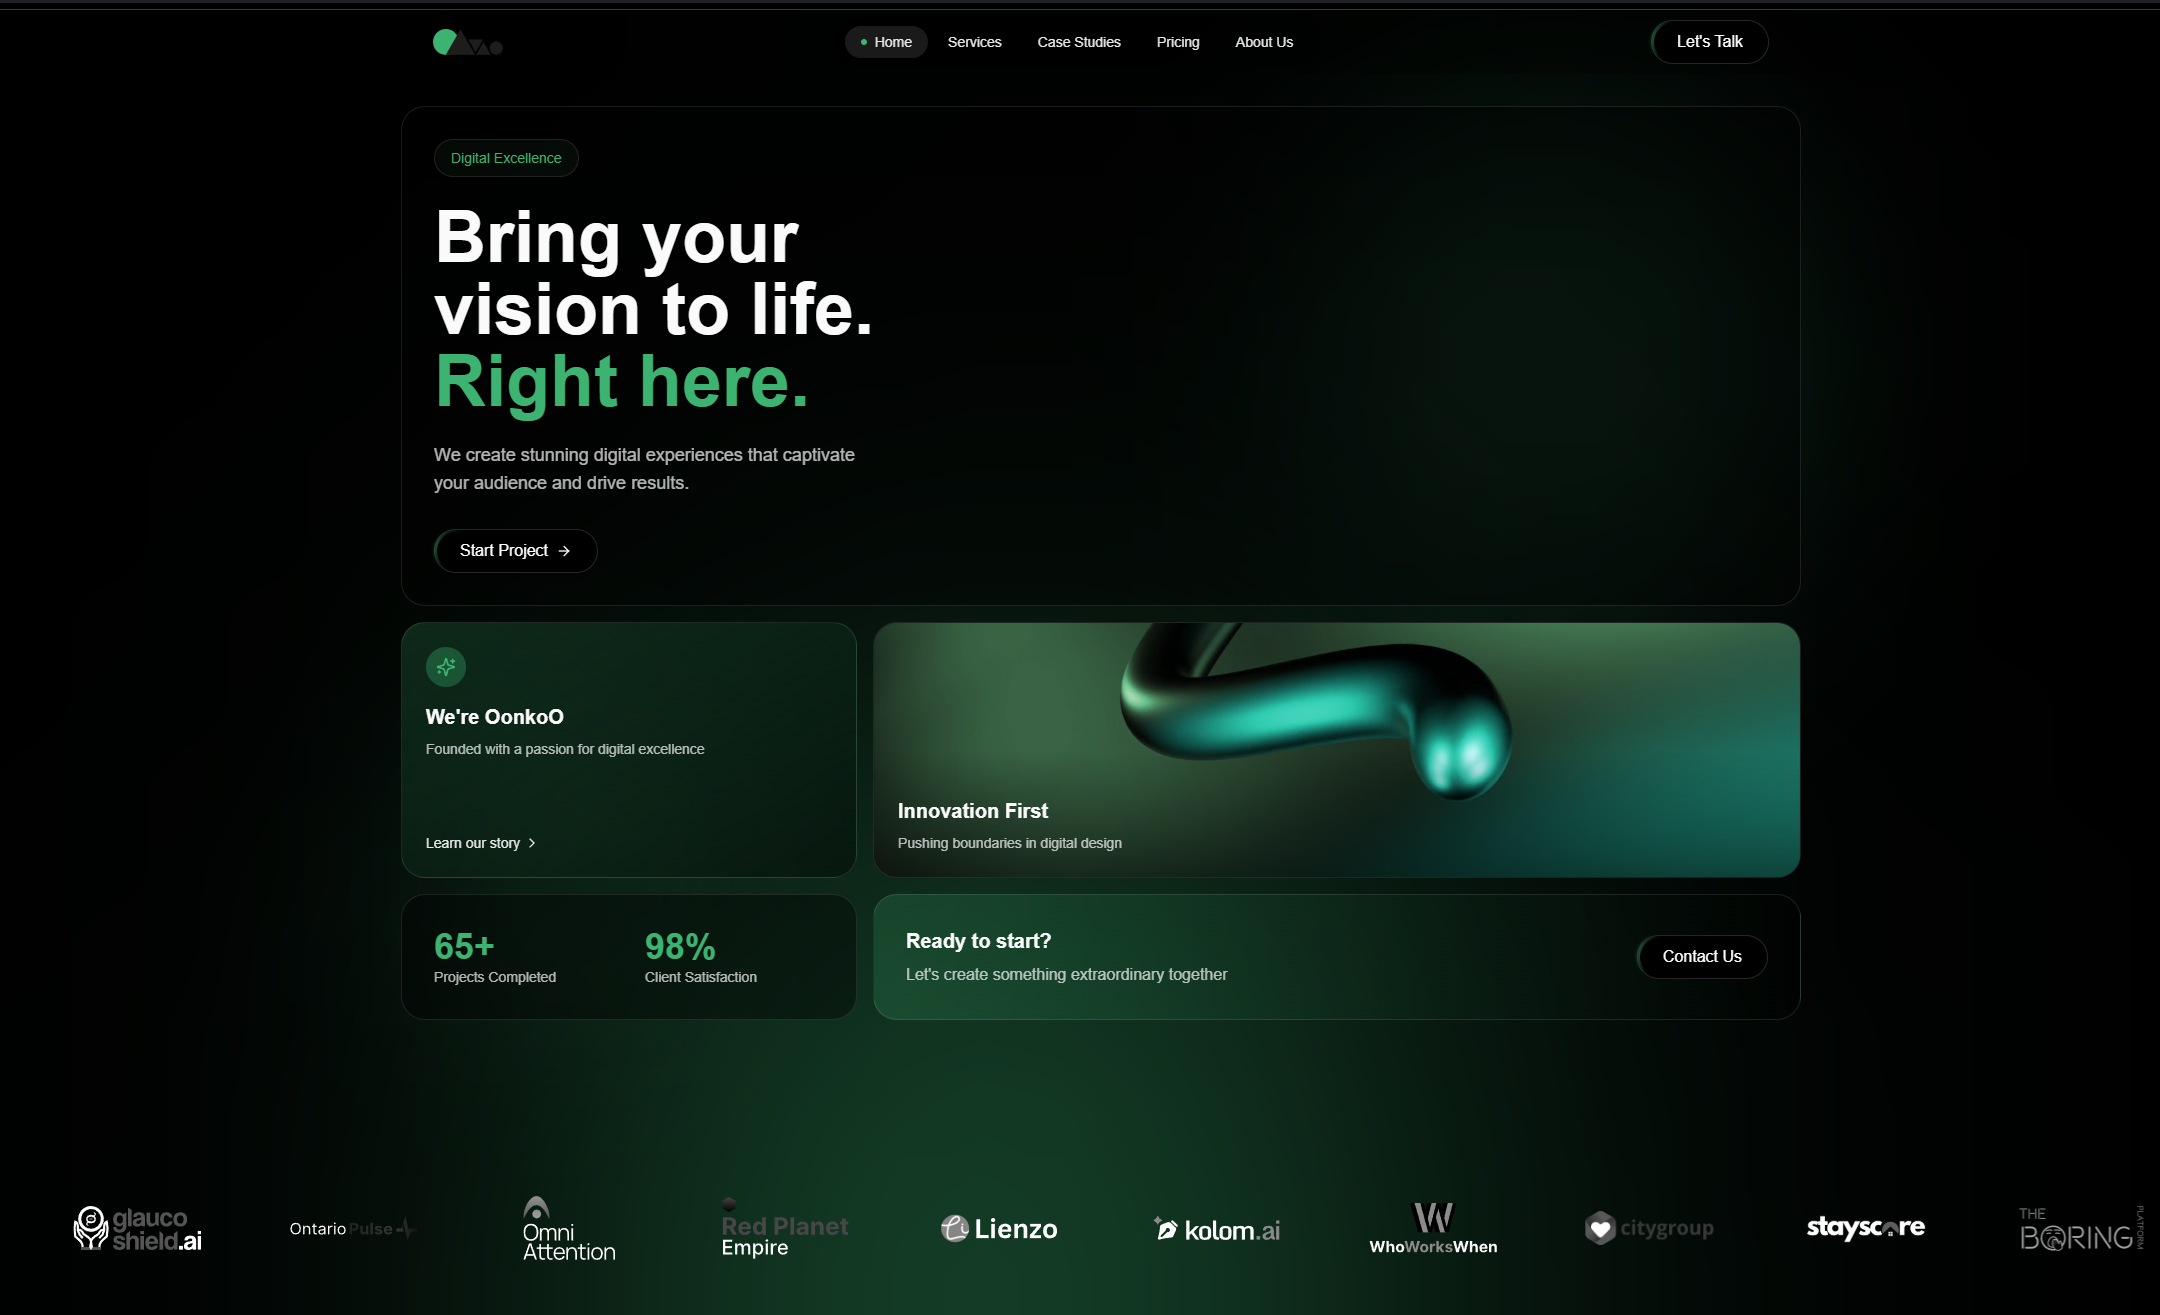 Home
Services
Case Studies
Pricing
About Us
Let's Talk
Digital Excellence
Bring your
vision to life.
Right here.
We create stunning digital experiences that captivate
your audience and drive results.
Start Project
We're OonkoO
Founded with a passion for digital excellence
Learn our story
Innovation First
Pushing boundaries in digital design
65+
Projects Completed
98%
Client Satisfaction
Ready to start?
Let's create something extraordinary together
Contact Us
glauco
shield.ai
Ontario Pulse
Omni
Attention
Red Planet
Empire
Lienzo
kolom.ai
WhoWorksWhen
citygroup
stayscore
THE
BORING
PLATFORM